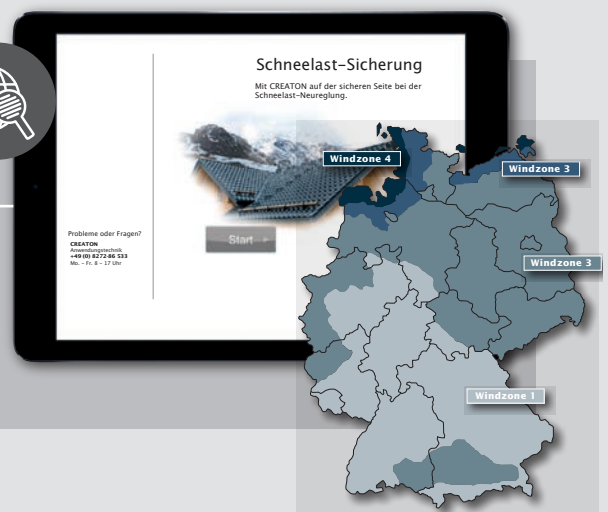 Schneelast-Sicherung
Mit CREATON auf der sicheren Seite bei der
Schneelast-Neureglung.
Probleme oder Fragen?
CREATON
Anwendungstechnik
+49 (0) 8272-86 533
Mo. - Fr. 8 - 17 Uhr
Start
Windzone 4
Windzone 3
Windzone 3
Windzone 1